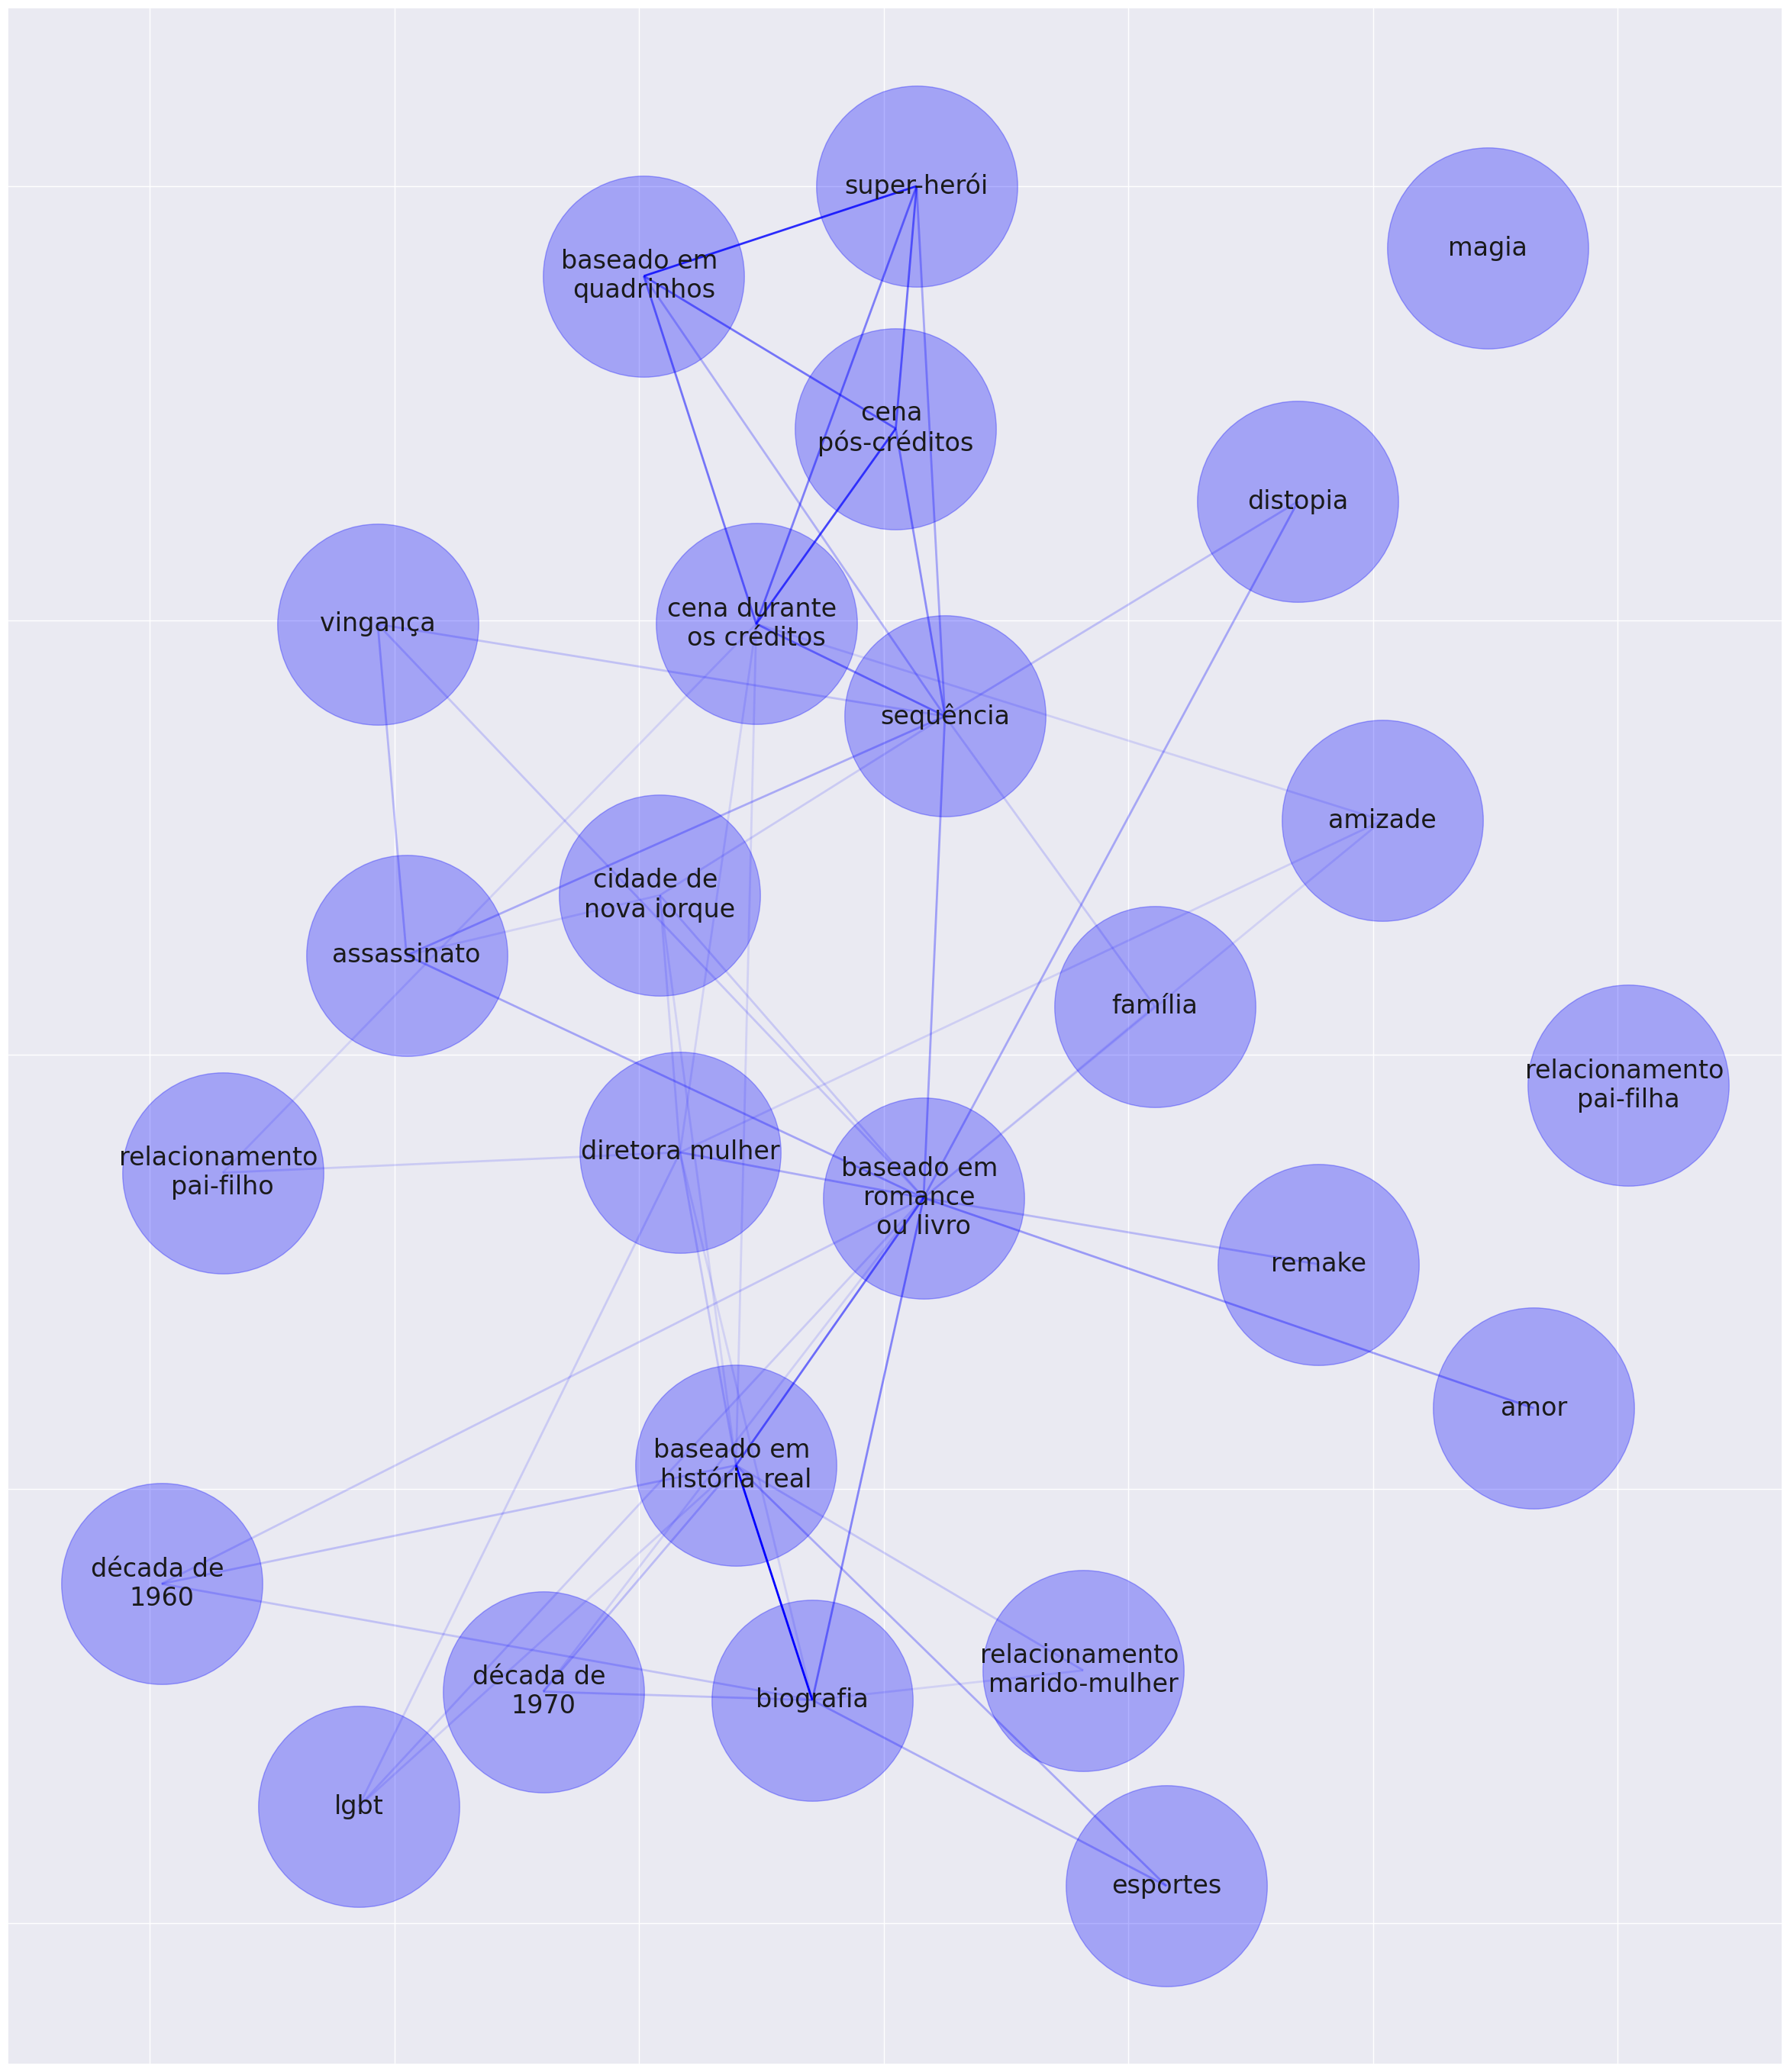 super-herói
magia
baseado em
quadrinhos
cena
pós-créditos
distopia
vingança
cena durante
os créditos
sequência
amizade
cidade de
nova iorque
assassinato
família
relacionamento
pai-filha
relacionamento
pai-filho
diretora mulher
baseado em
romance
ou livro
remake
amor
baseado em
história real
década de
1960
década de
1970
biografia
relacionamento
marido-mulher
lgbt
esportes